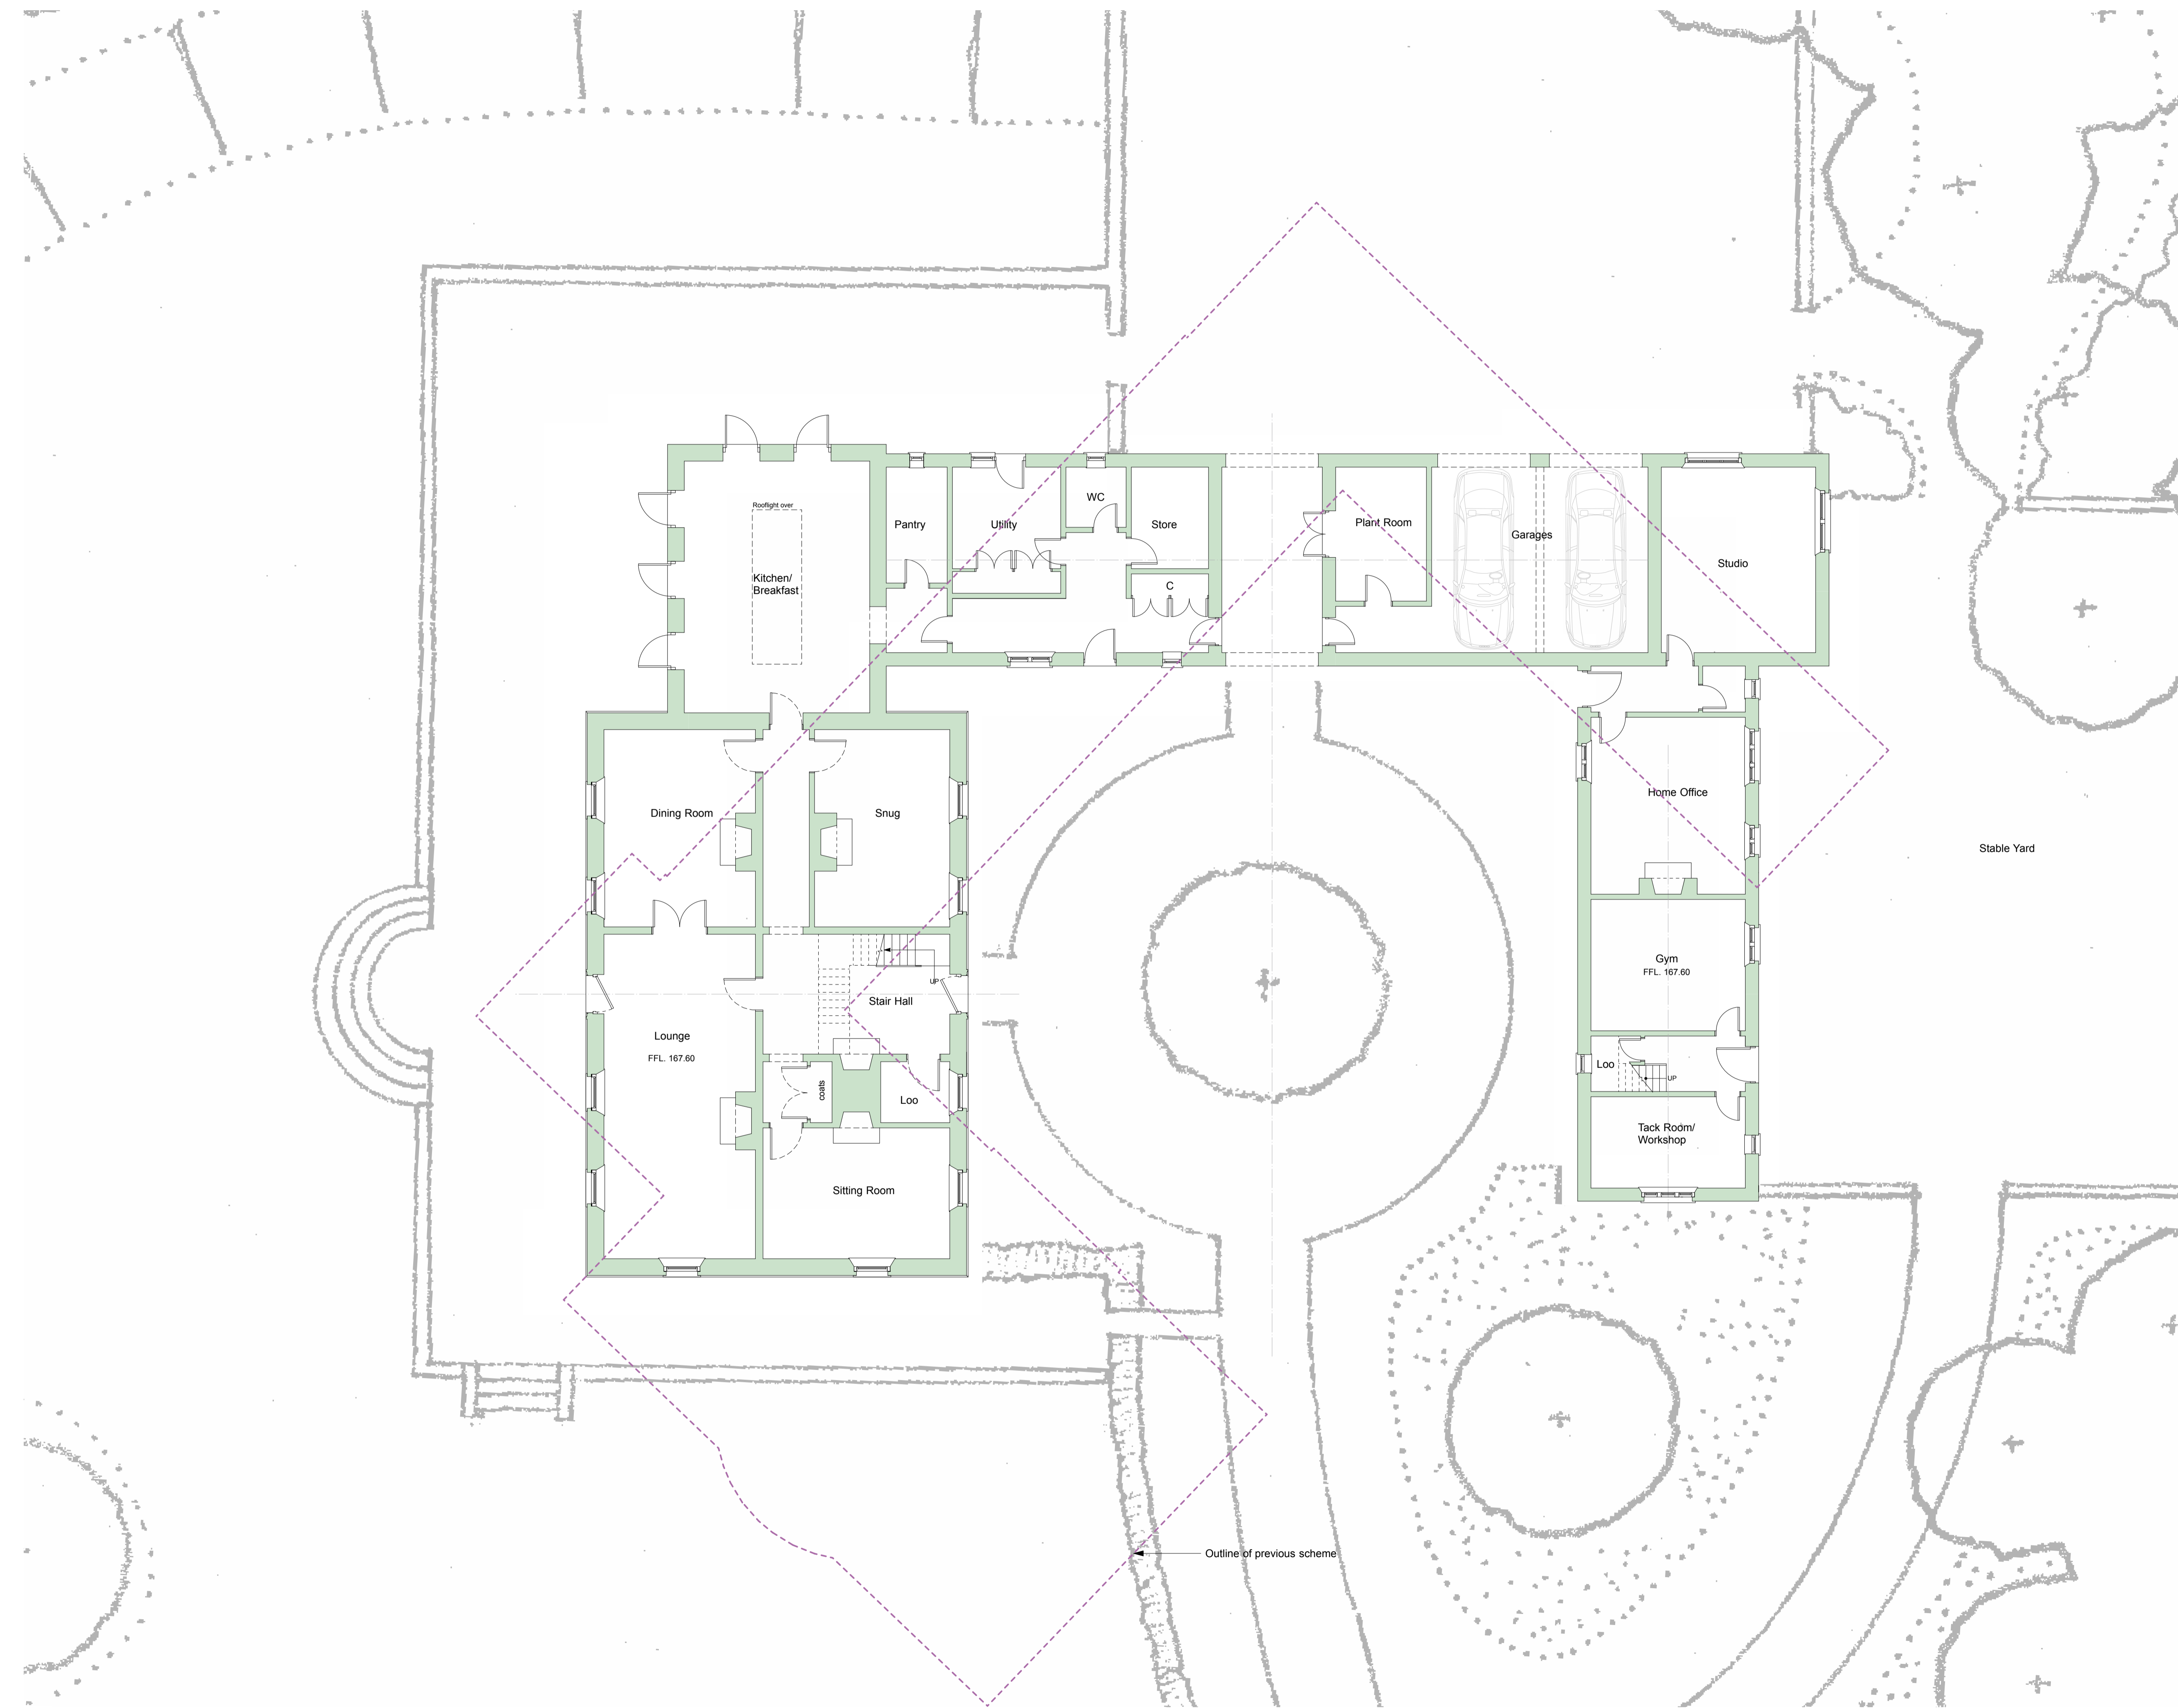 Rooflight over
Kitchen/
Breakfast
Pantry
Utility
WC
Store
C
Plant Room
Garages
Studio
Dining Room
Snug
Home Office
Stable Yard
UP
Stair Hall
Lounge
FFL. 167.60
coats
Loo
Sitting Room
Gym
FFL. 167.60
Loo
UP
Tack Room/
Workshop
Outline of previous scheme